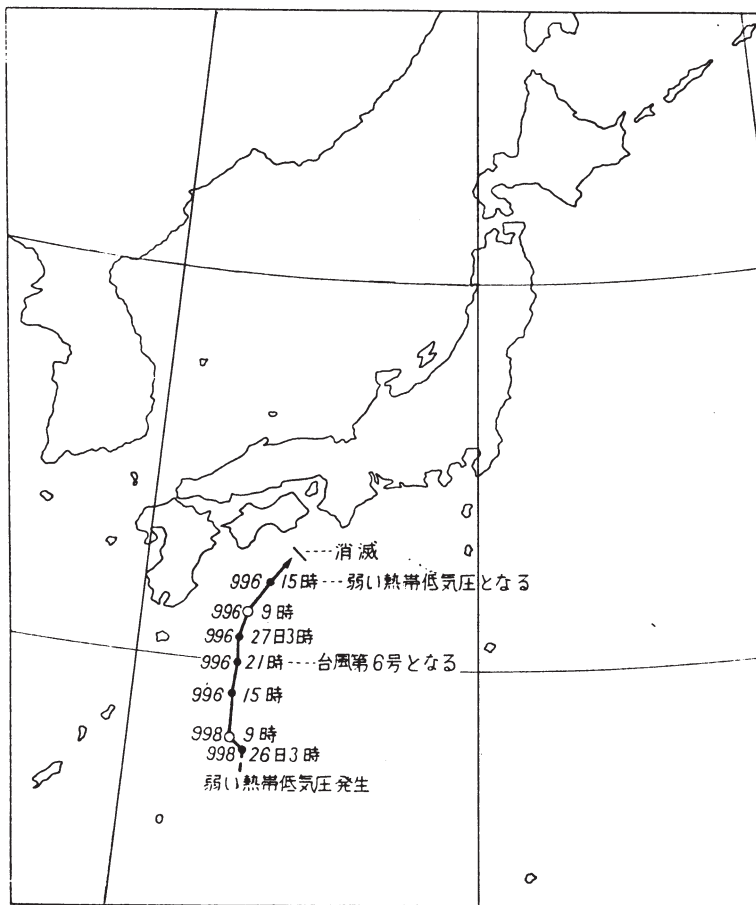 消滅
996 15時 弱い熱帯低気圧となる
996 9時
996 27日3時
996 21時 台風第6号となる
996 15時
998 9時
998 26日3時
弱い熱帯低気圧発生